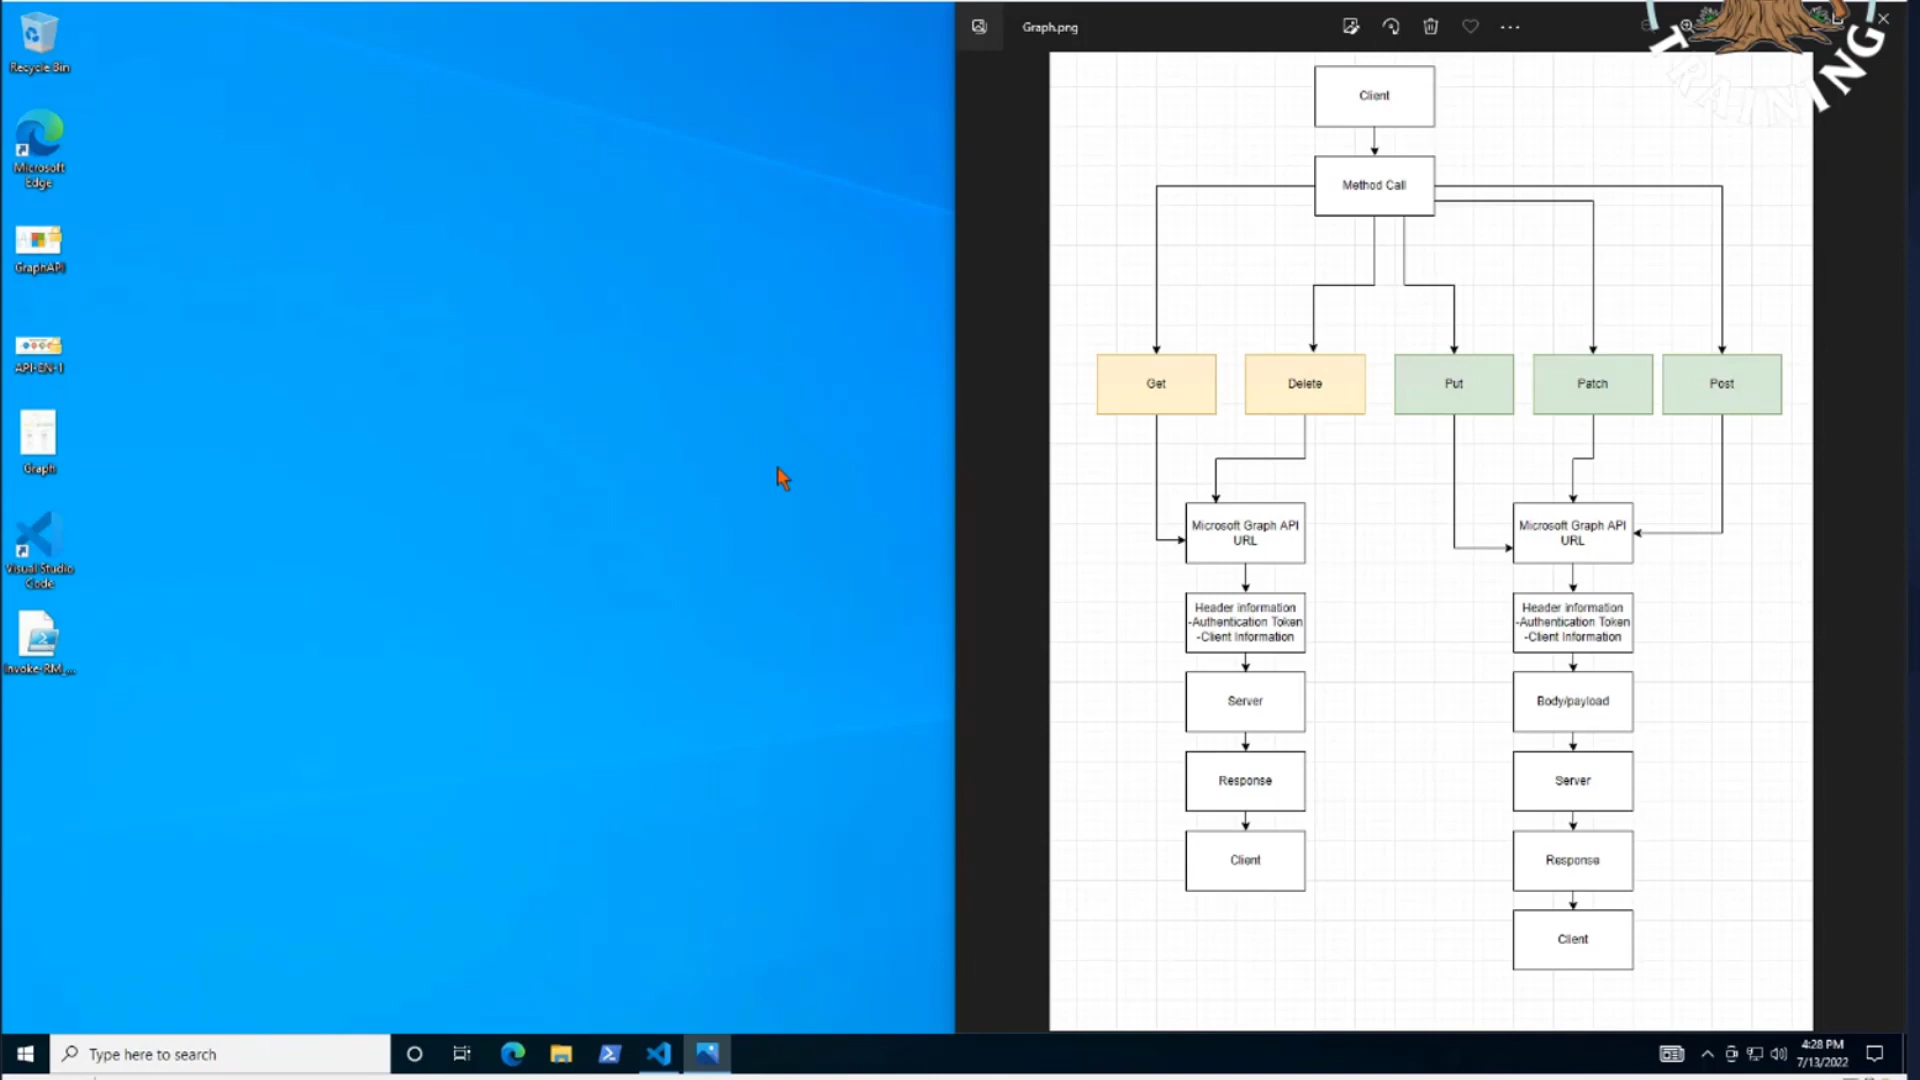 Recycle Bin
Microsoft
Edge
GraphAPI
API-EN-1
Graph
Visual Studio
Code
Invoke-RM_...
Graph.png
TRAINING
Client
Method Call
Get
Delete
Put
Patch
Post
Microsoft Graph API
URL
Header information
-Authentication Token
-Client Information
Server
Response
Client
Microsoft Graph API
URL
Header information
-Authentication Token
-Client Information
Body/payload
Server
Response
Client
Type here to search
4:28 PM
7/13/2022